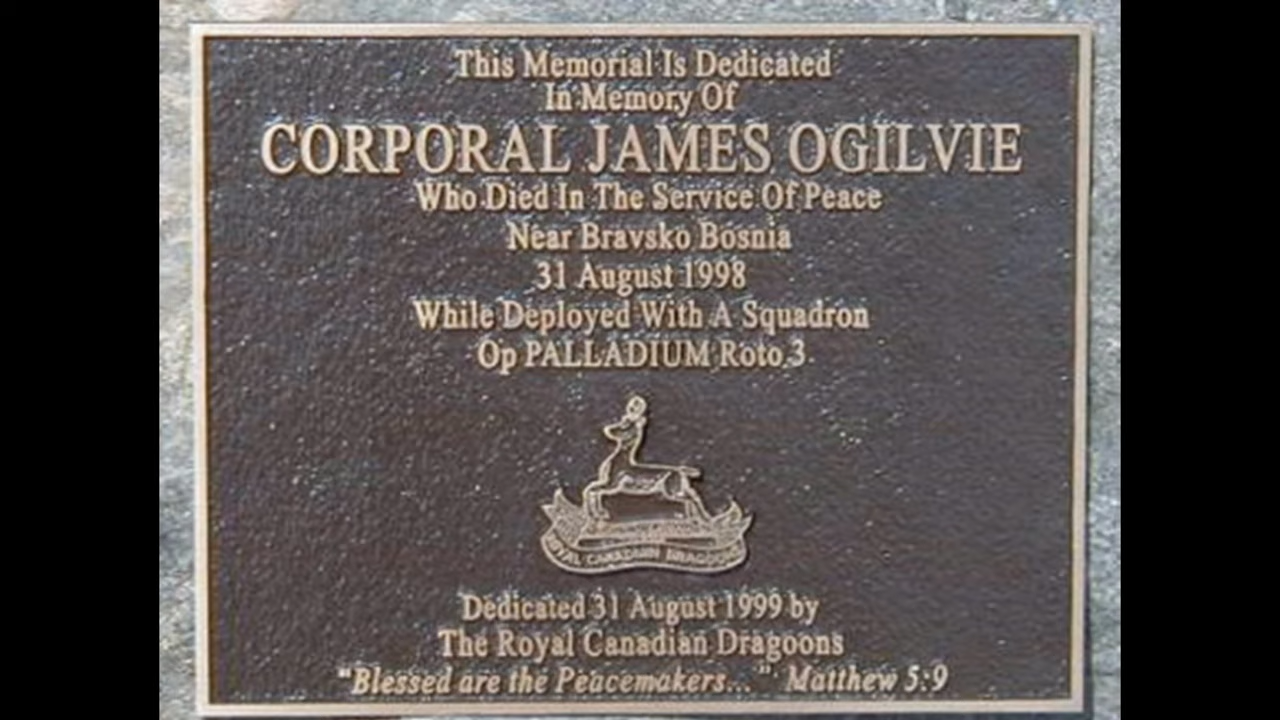 This Memorial Is Dedicated
In Memory Of
CORPORAL JAMES OGILVIE
Who Died In The Service Of Peace
Near Bravsko Bosnia
31 August 1998
While Deployed With A Squadron
Op PALLADIUM Roto 3
ROYAL CANADIAN DRAGOONS
Dedicated 31 August 1999 by
The Royal Canadian Dragoons
"Blessed are the Peacemakers..." Matthew 5:9